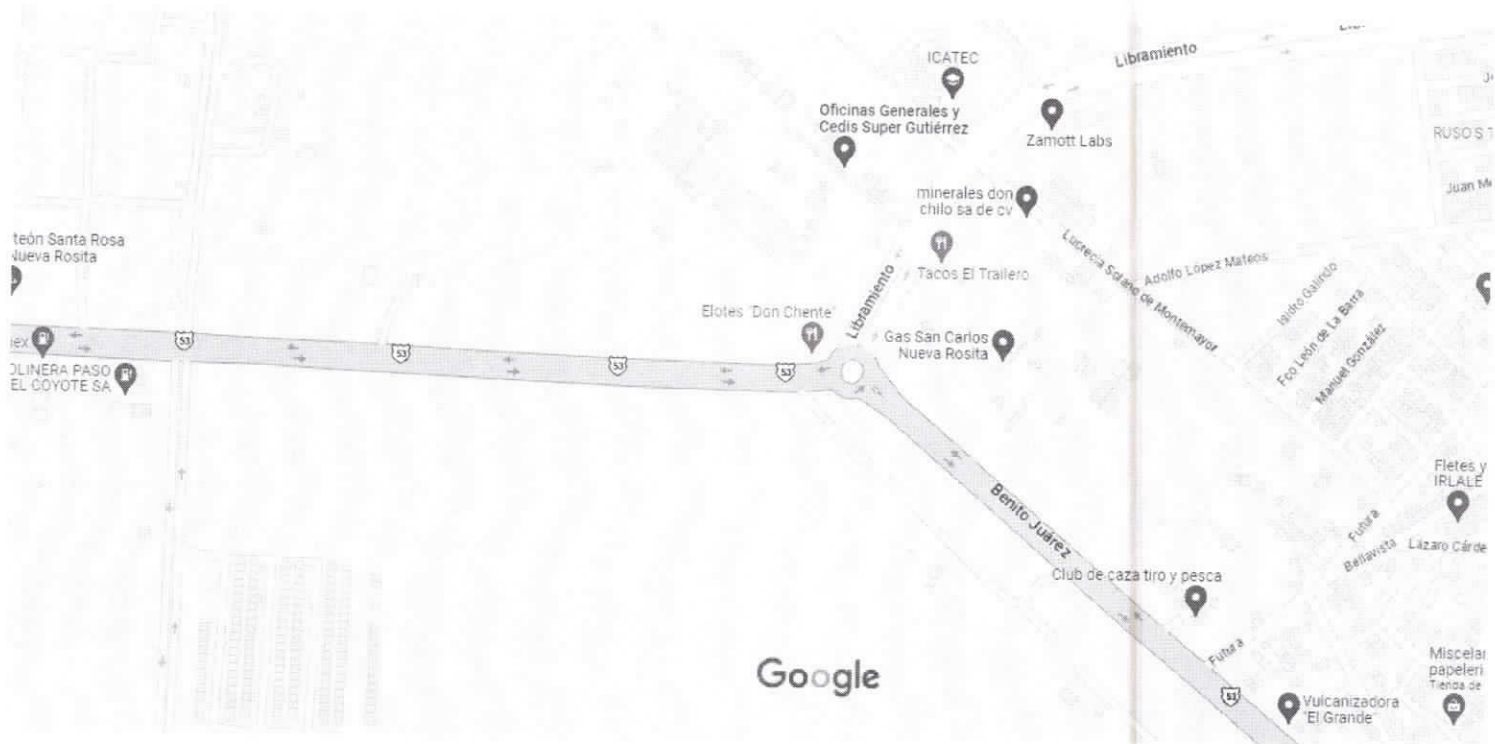 Libramiento
ICATEC
Oficinas Generales y
Cedis Super Gutiérrez
Zamott Labs
RUSO'S T
minerales don
chilo sa de cv
Juan Me
teón Santa Rosa
Nueva Rosita
Tacos El Trailero
Lucrecia Solano de Montemayor
Adolfo López Mateos
Isidro Galindo
Fco León de La Barra
Manuel González
Libramiento
Elotes "Don Chente"
Gas San Carlos
Nueva Rosita
ex
OLINERA PASO
EL COYOTE SA
53
53
53
53
Benito Juárez
Fletes y
IRLALE
Futura
Bellavista
Lázaro Cárde
Club de caza tiro y pesca
Futura
Google
53
Miscelan
papeleri
Tienda de
Vulcanizadora
"El Grande"